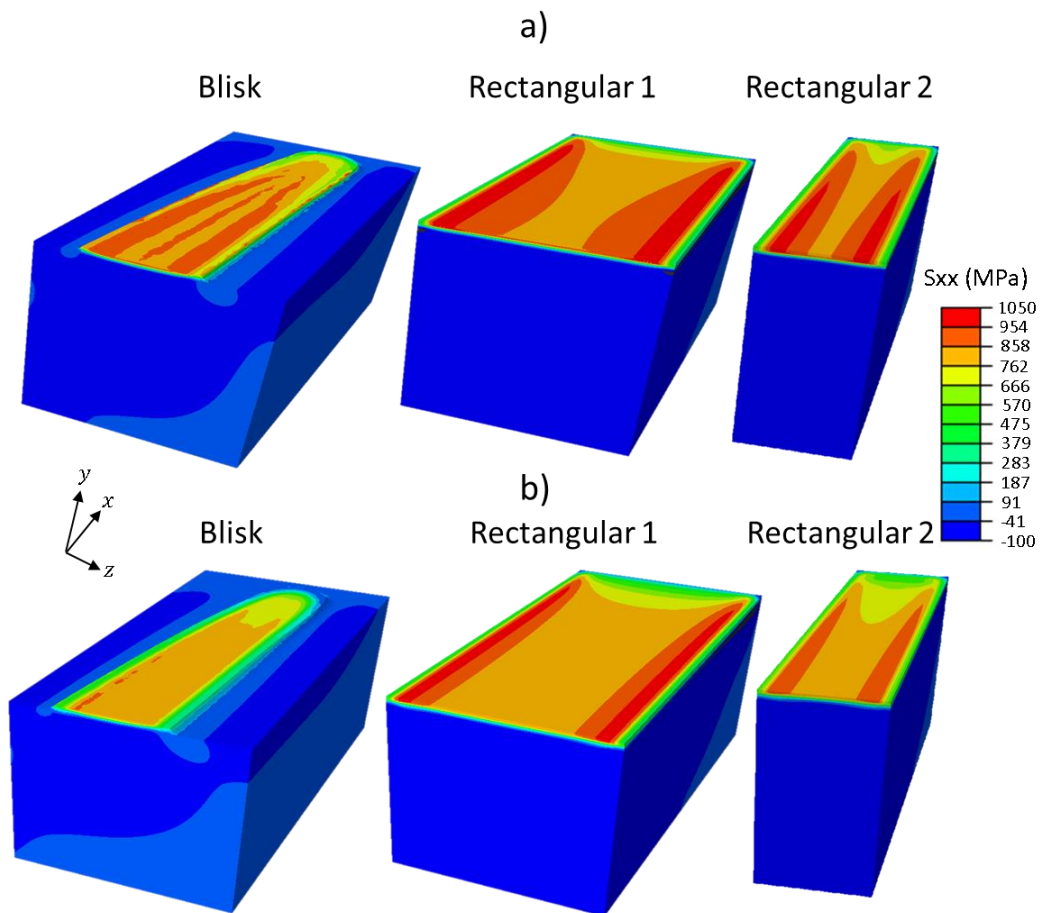 a)
Blisk
Rectangular 1
Rectangular 2
Sxx (MPa)
1050
954
858
762
666
570
475
379
283
187
91
-41
-100
y
x
z
b)
Blisk
Rectangular 1
Rectangular 2